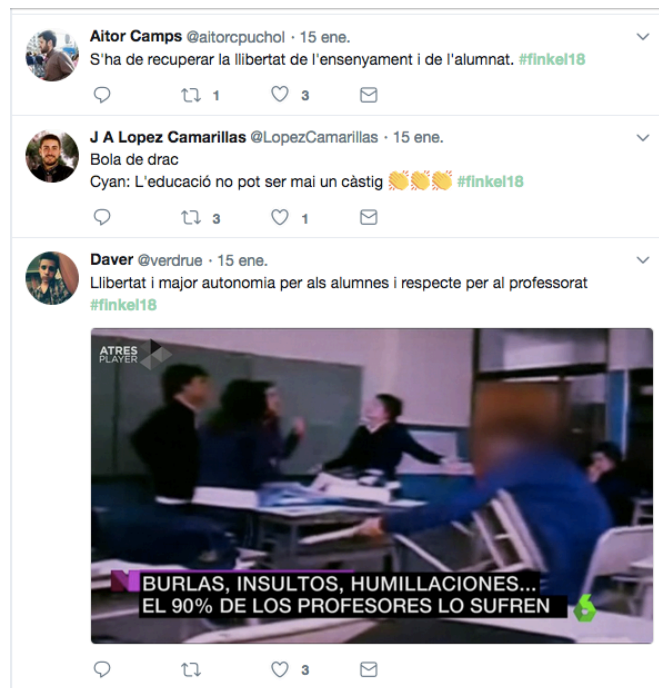 Aitor Camps @aitorcpuchol · 15 ene.
S'ha de recuperar la llibertat de l'ensenyament i de l'alumnat. #finkel18
1 3
J A Lopez Camarillas @LopezCamarillas · 15 ene.
Bola de drac
Cyan: L'educació no pot ser mai un càstig 👏👏👏 #finkel18
3 1
Daver @verdrue · 15 ene.
Llibertat i major autonomia per als alumnes i respecte per al professorat
#finkel18
ATRES
PLAYER
BURLAS, INSULTOS, HUMILLACIONES...
EL 90% DE LOS PROFESORES LO SUFREN
3